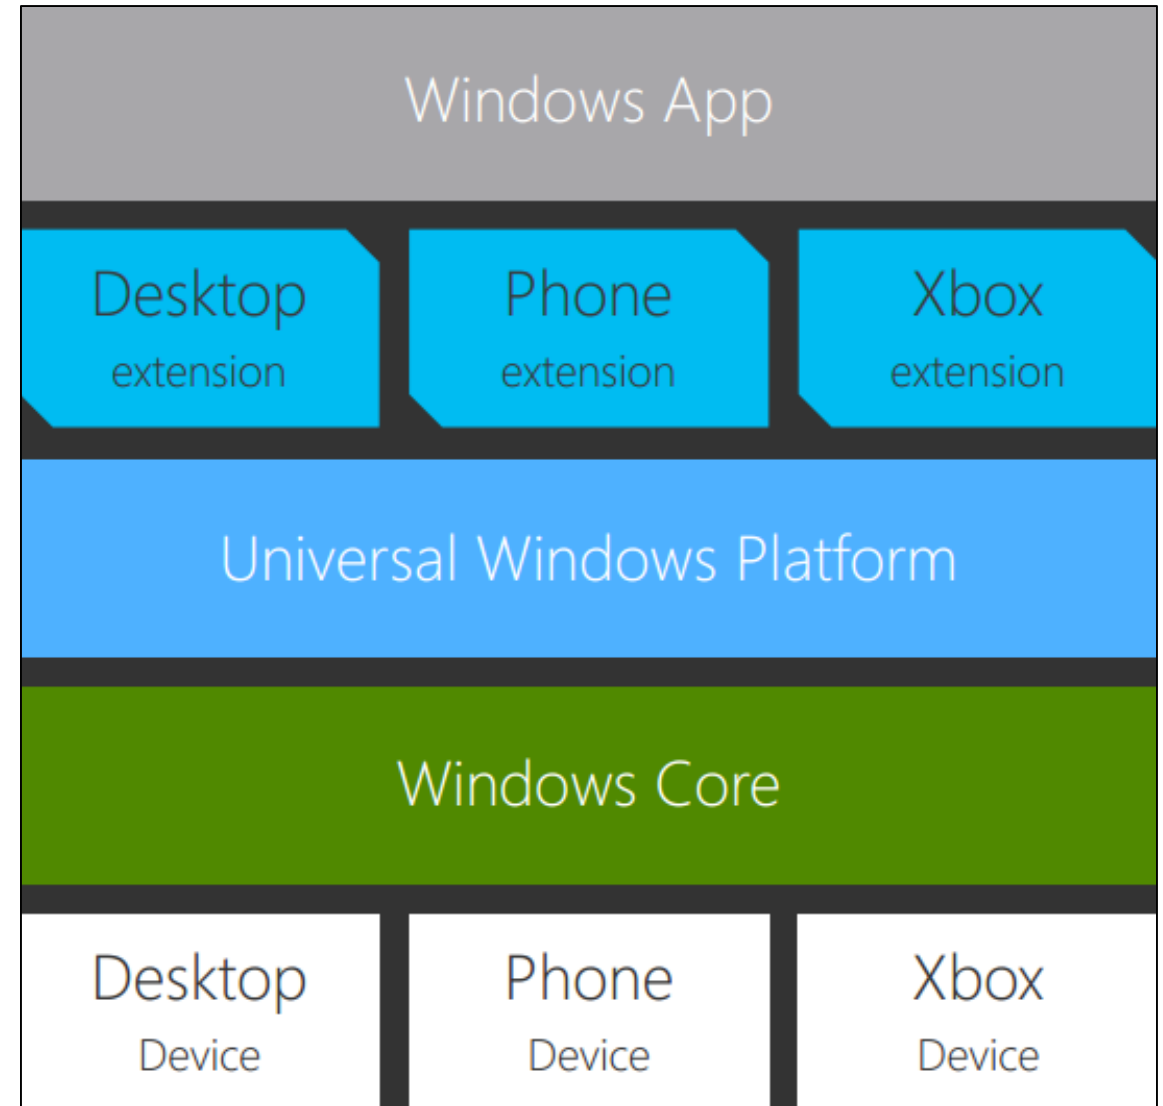 Windows App
Desktop
extension
Phone
extension
Xbox
extension
Universal Windows Platform
Windows Core
Desktop
Device
Phone
Device
Xbox
Device